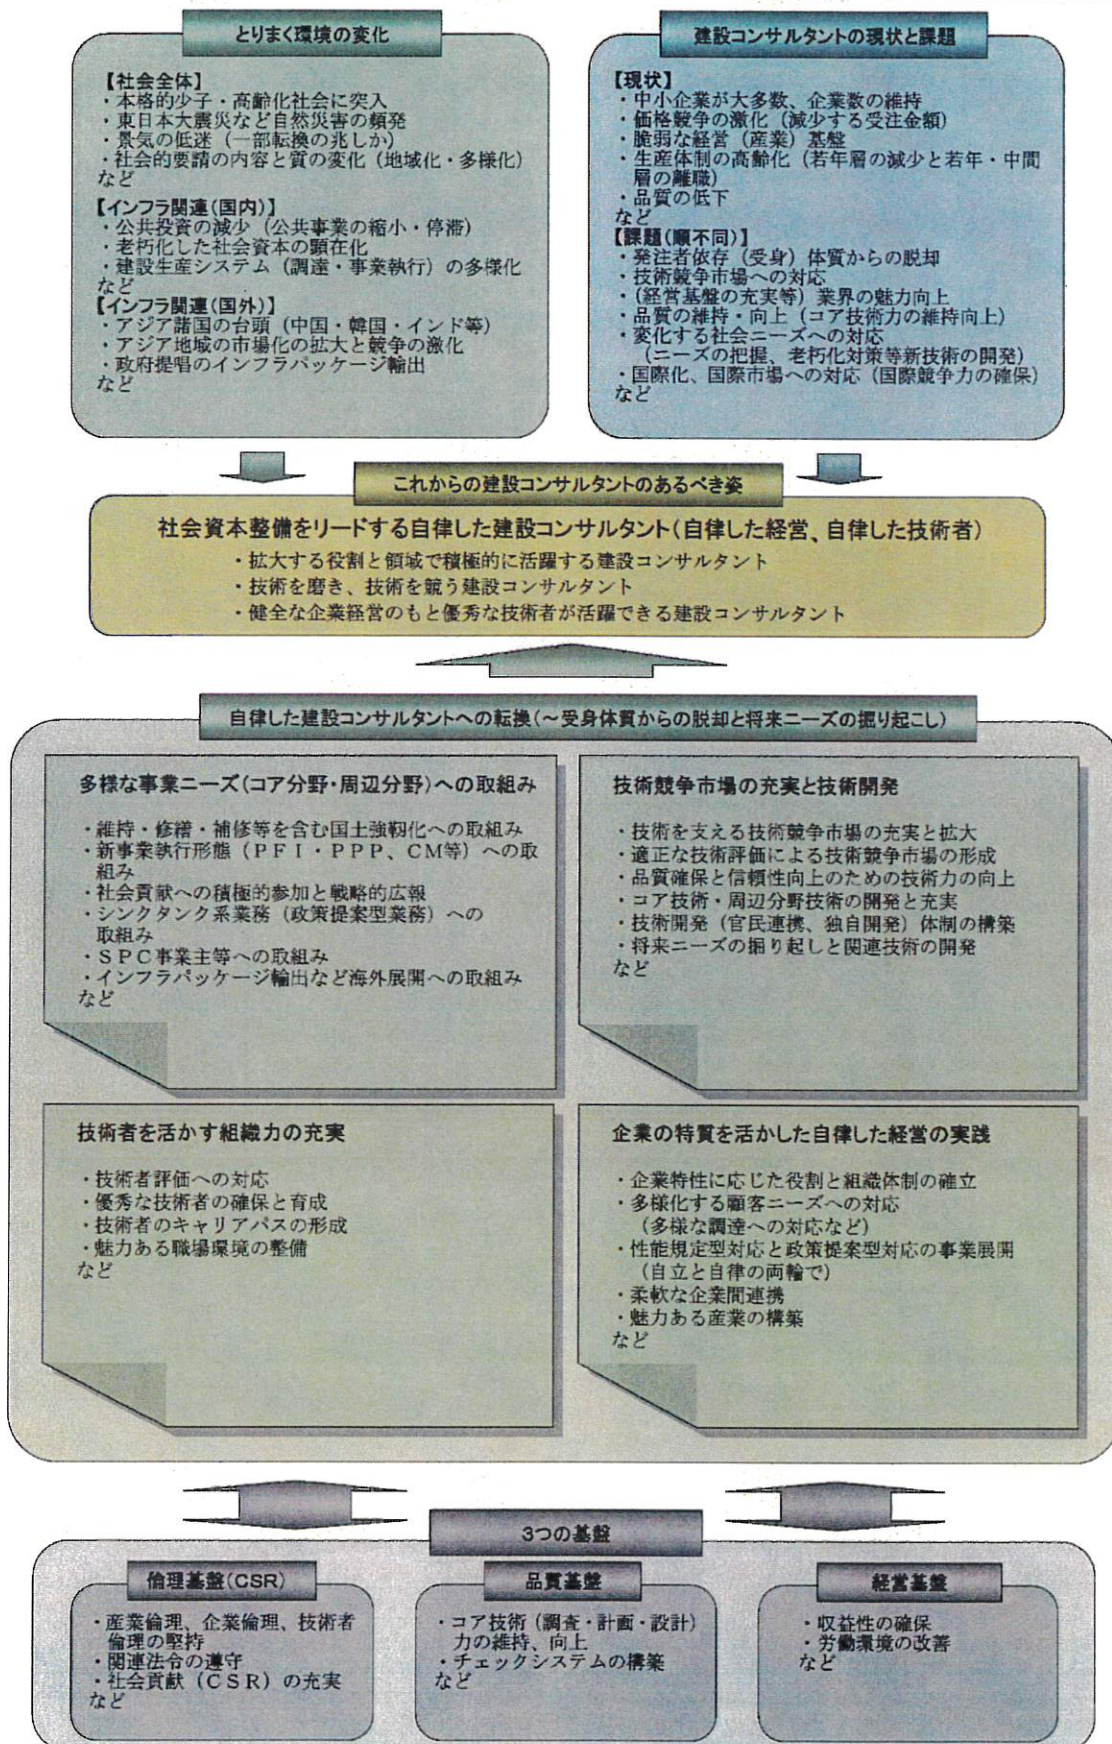 とりまく環境の変化
【社会全体】
・本格的少子・高齢化社会に突入
・東日本大震災など自然災害の頻発
・景気の低迷（一部転換の兆しか）
・社会的要請の内容と質の変化（地域化・多様化）
など
【インフラ関連（国内）】
・公共投資の減少（公共事業の縮小・停滞）
・老朽化した社会資本の顕在化
・建設生産システム（調達・事業執行）の多様化
など
【インフラ関連（国外）】
・アジア諸国の台頭（中国・韓国・インド等）
・アジア地域の市場化の拡大と競争の激化
・政府提唱のインフラパッケージ輸出
など
建設コンサルタントの現状と課題
【現状】
・中小企業が大多数、企業数の維持
・価格競争の激化（減少する受注金額）
・脆弱な経営（産業）基盤
・生産体制の高齢化（若年層の減少と若年・中間
層の離職）
・品質の低下
など
【課題（順不同）】
・発注者依存（受身）体質からの脱却
・技術競争市場への対応
・（経営基盤の充実等）業界の魅力向上
・品質の維持・向上（コア技術力の維持向上）
・変化する社会ニーズへの対応
（ニーズの把握、老朽化対策等新技術の開発）
・国際化、国際市場への対応（国際競争力の確保）
など
これからの建設コンサルタントのあるべき姿
社会資本整備をリードする自律した建設コンサルタント（自律した経営、自律した技術者）
・拡大する役割と領域で積極的に活躍する建設コンサルタント
・技術を磨き、技術を競う建設コンサルタント
・健全な企業経営のもと優秀な技術者が活躍できる建設コンサルタント
自律した建設コンサルタントへの転換（～受身体質からの脱却と将来ニーズの掘り起こし）
多様な事業ニーズ（コア分野・周辺分野）への取組み
・維持・修繕・補修等を含む国土強靭化への取組み
・新事業執行形態（ＰＦＩ・ＰＰＰ、ＣＭ等）への取
組み
・社会貢献への積極的参加と戦略的広報
・シンクタンク系業務（政策提案型業務）への
取組み
・ＳＰＣ事業主等への取組み
・インフラパッケージ輸出など海外展開への取組み
など
技術競争市場の充実と技術開発
・技術を支える技術競争市場の充実と拡大
・適正な技術評価による技術競争市場の形成
・品質確保と信頼性向上のための技術力の向上
・コア技術・周辺分野技術の開発と充実
・技術開発（官民連携、独自開発）体制の構築
・将来ニーズの掘り起しと関連技術の開発
など
技術者を活かす組織力の充実
・技術者評価への対応
・優秀な技術者の確保と育成
・技術者のキャリアパスの形成
・魅力ある職場環境の整備
など
企業の特質を活かした自律した経営の実践
・企業特性に応じた役割と組織体制の確立
・多様化する顧客ニーズへの対応
（多様な調達への対応など）
・性能規定型対応と政策提案型対応の事業展開
（自立と自律の両輪で）
・柔軟な企業間連携
・魅力ある産業の構築
など
3つの基盤
倫理基盤（CSR）
・産業倫理、企業倫理、技術者
倫理の堅持
・関連法令の遵守
・社会貢献（ＣＳＲ）の充実
など
品質基盤
・コア技術（調査・計画・設計）
力の維持、向上
・チェックシステムの構築
など
経営基盤
・収益性の確保
・労働環境の改善
など